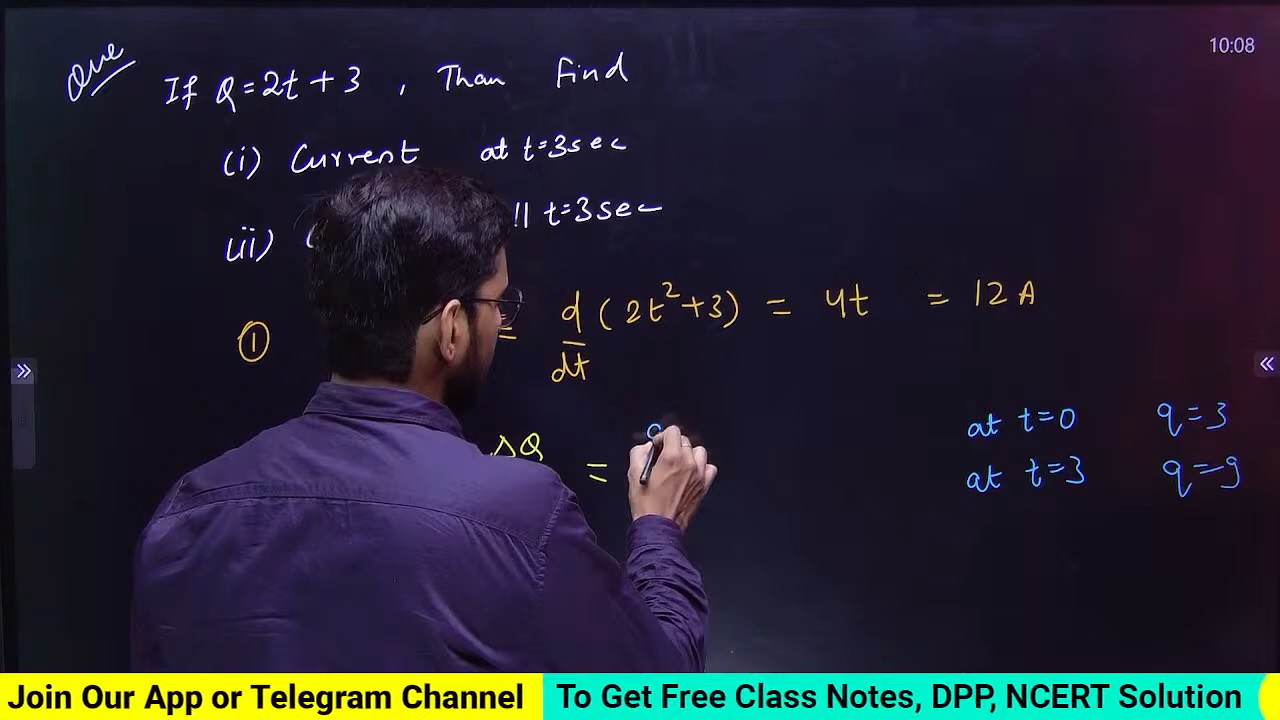 10:08
Que If Q = 2t + 3 , Than Find
(i) Current at t=3sec
(ii) t=3sec
① = d/dt (2t²+3) = 4t = 12 A
at t=0 q = 3
ΔQ =
at t=3 q = 9
Join Our App or Telegram Channel To Get Free Class Notes, DPP, NCERT Solution